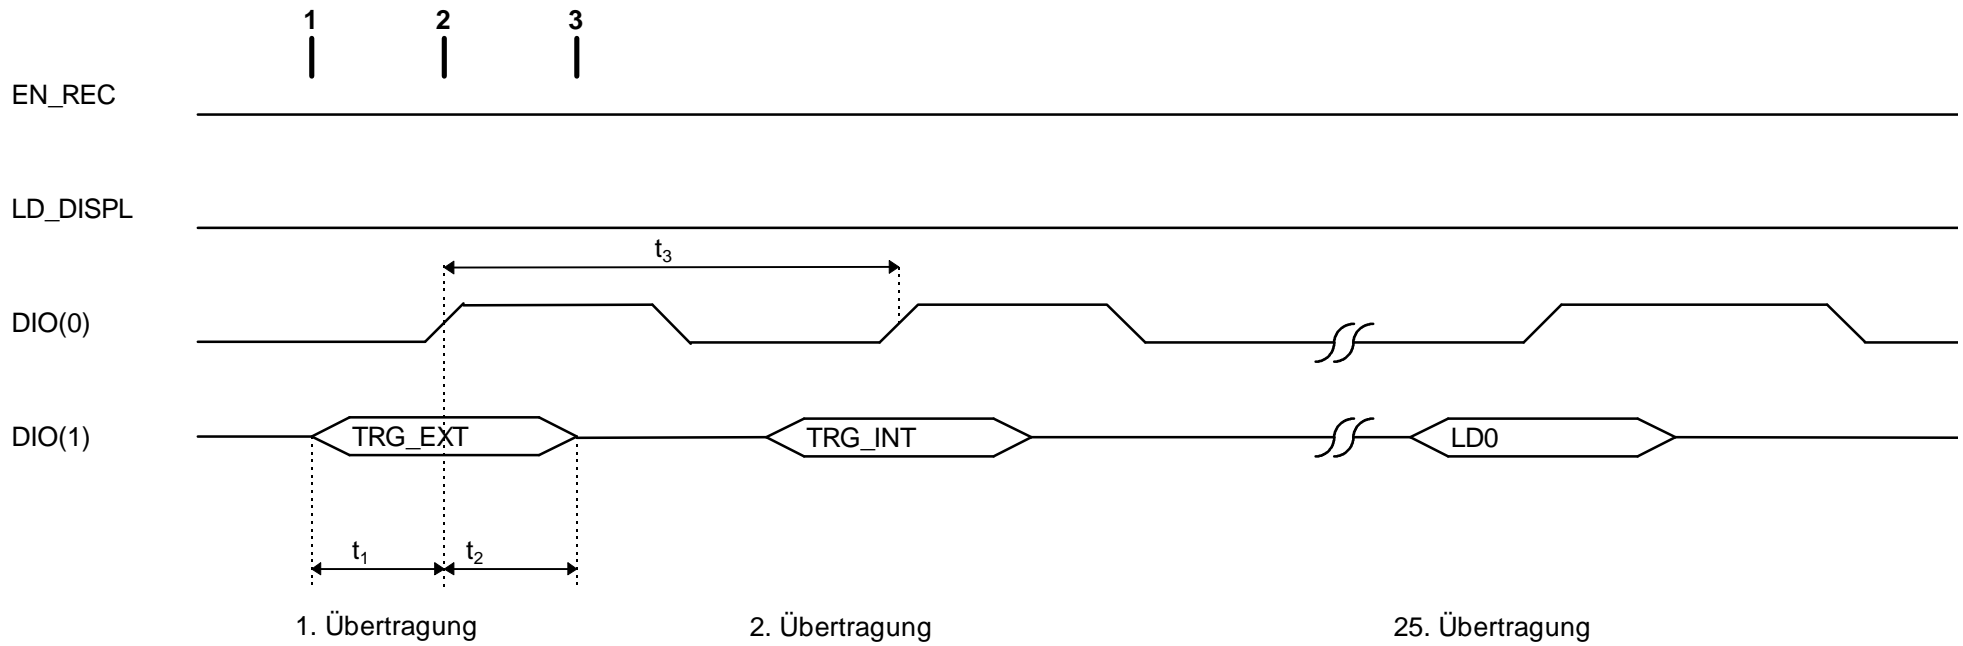 1 2 3
EN_REC
LD_DISPL
t3
DIO(0)
DIO(1) TRG_EXT TRG_INT LD0
t1 t2
1. Übertragung 2. Übertragung 25. Übertragung